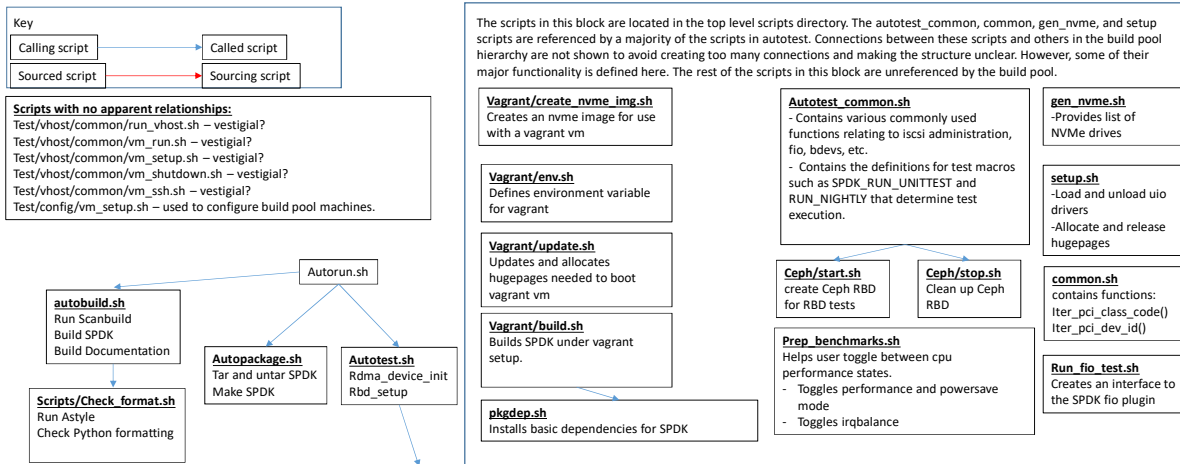 Key
Calling script
Called script
Sourced script
Sourcing script
Scripts with no apparent relationships:
Test/vhost/common/run_vhost.sh – vestigial?
Test/vhost/common/vm_run.sh – vestigial?
Test/vhost/common/vm_setup.sh – vestigial?
Test/vhost/common/vm_shutdown.sh – vestigial?
Test/vhost/common/vm_ssh.sh – vestigial?
Test/config/vm_setup.sh – used to configure build pool machines.
Autorun.sh
autobuild.sh
Run Scanbuild
Build SPDK
Build Documentation
Scripts/Check_format.sh
Run Astyle
Check Python formatting
Autopackage.sh
Tar and untar SPDK
Make SPDK
Autotest.sh
Rdma_device_init
Rbd_setup
The scripts in this block are located in the top level scripts directory. The autotest_common, common, gen_nvme, and setup
scripts are referenced by a majority of the scripts in autotest. Connections between these scripts and others in the build pool
hierarchy are not shown to avoid creating too many connections and making the structure unclear. However, some of their
major functionality is defined here. The rest of the scripts in this block are unreferenced by the build pool.
Vagrant/create_nvme_img.sh
Creates an nvme image for use
with a vagrant vm
Vagrant/env.sh
Defines environment variable
for vagrant
Vagrant/update.sh
Updates and allocates
hugepages needed to boot
vagrant vm
Vagrant/build.sh
Builds SPDK under vagrant
setup.
pkgdep.sh
Installs basic dependencies for SPDK
Autotest_common.sh
- Contains various commonly used
functions relating to iscsi administration,
fio, bdevs, etc.
- Contains the definitions for test macros
such as SPDK_RUN_UNITTEST and
RUN_NIGHTLY that determine test
execution.
Ceph/start.sh
create Ceph RBD
for RBD tests
Ceph/stop.sh
Clean up Ceph
RBD
Prep_benchmarks.sh
Helps user toggle between cpu
performance states.
- Toggles performance and powersave
mode
- Toggles irqbalance
gen_nvme.sh
-Provides list of
NVMe drives
setup.sh
-Load and unload uio
drivers
-Allocate and release
hugepages
common.sh
contains functions:
Iter_pci_class_code()
Iter_pci_dev_id()
Run_fio_test.sh
Creates an interface to
the SPDK fio plugin